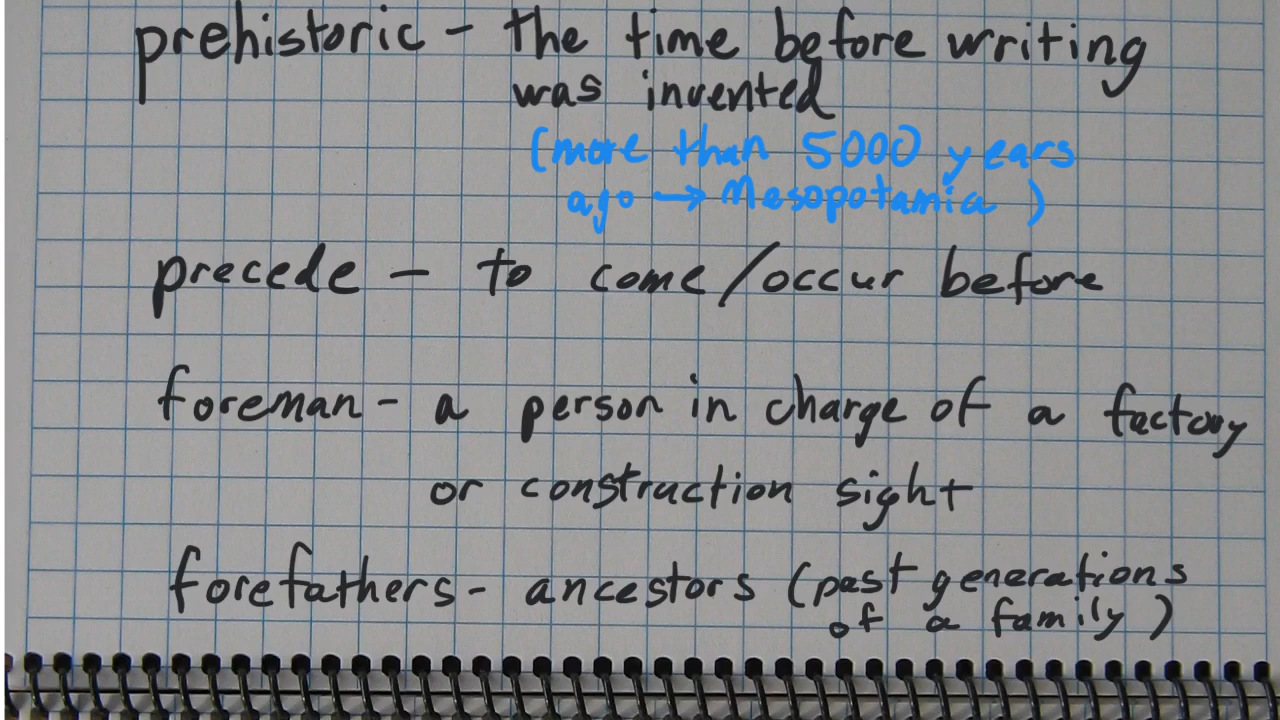 prehistoric - the time before writing
was invented
(more than 5000 years
ago → Mesopotamia)
precede - to come/occur before
foreman - a person in charge of a factory
or construction sight
forefathers - ancestors (past generations
of a family)